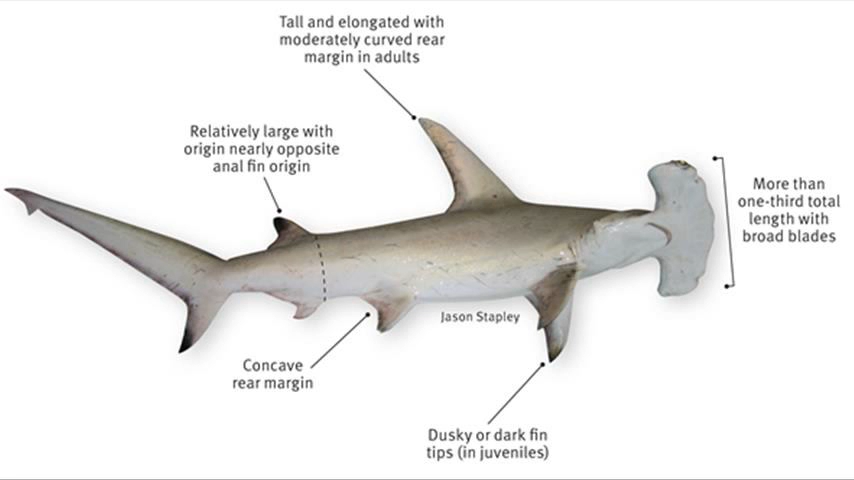 Tall and elongated with
moderately curved rear
margin in adults
Relatively large with
origin nearly opposite
anal fin origin
More than
one-third total
length with
broad blades
Jason Stapley
Concave
rear margin
Dusky or dark fin
tips (in juveniles)